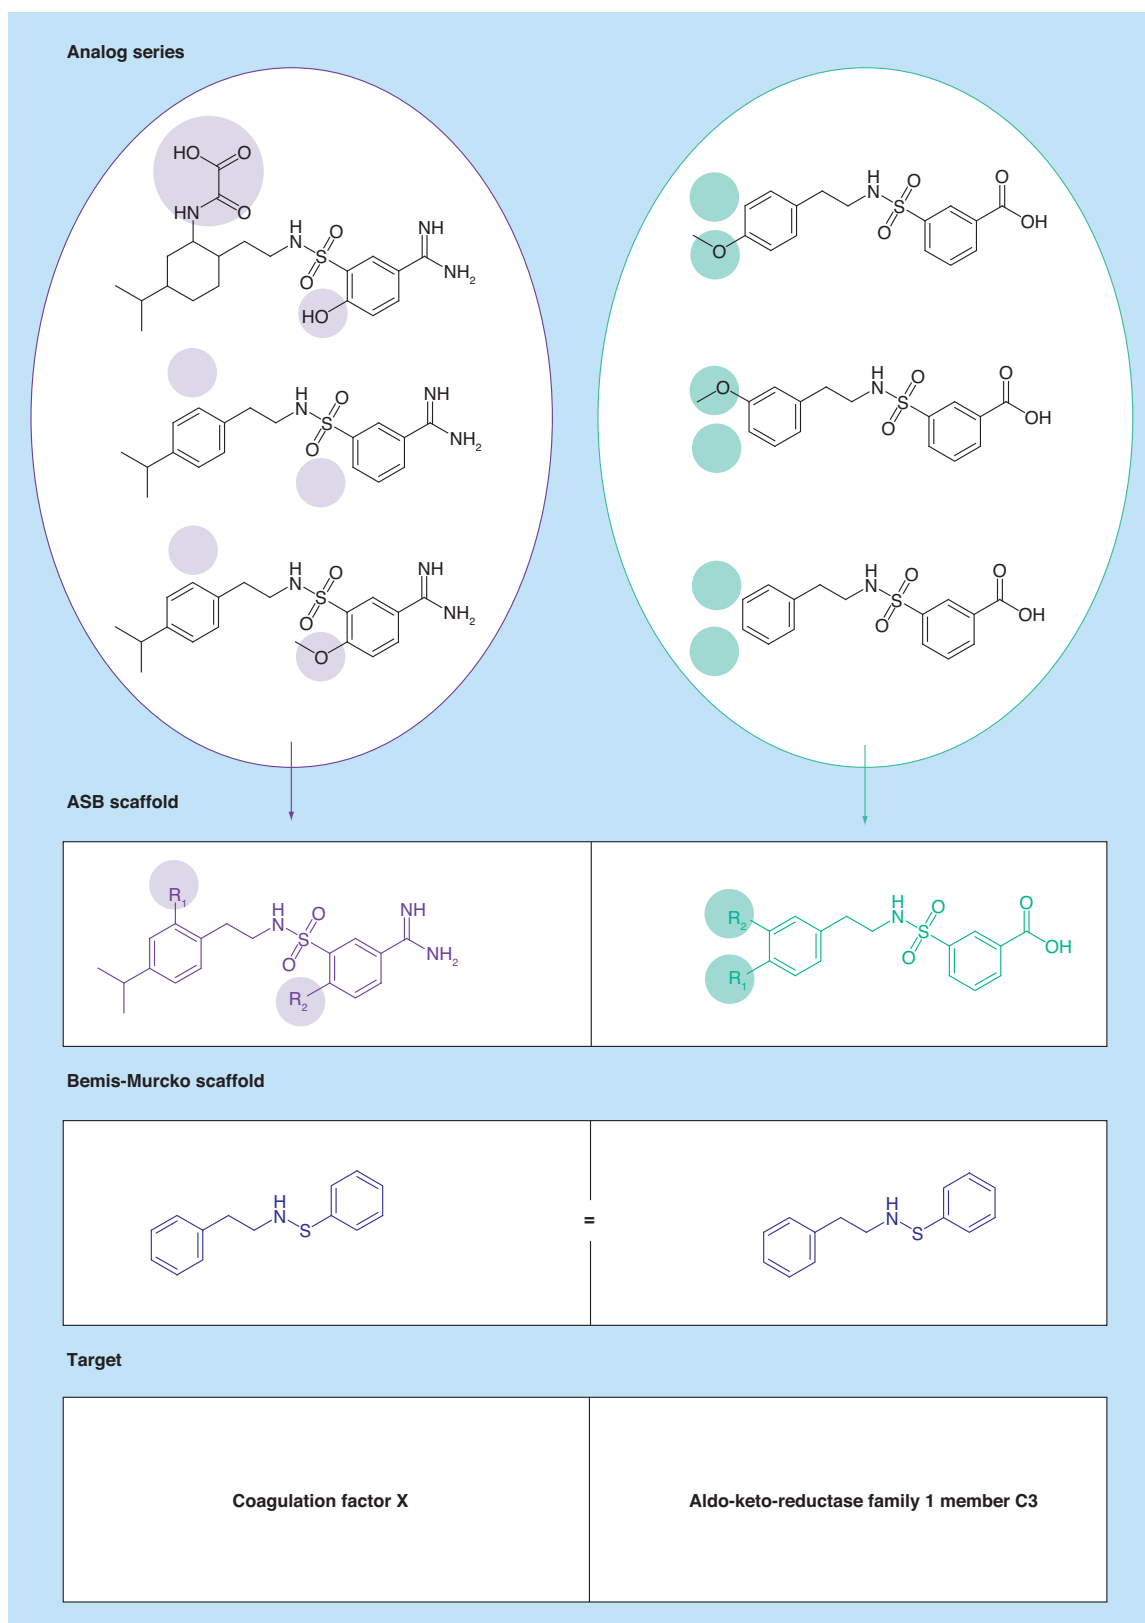 Analog series
HO
O
HN
O
H
N
O
S
O
NH
NH2
HO
H
N
O
S
O
NH
NH2
H
N
O
S
O
NH
NH2
O
H
N
O
S
O
O
OH
O
O
H
N
O
S
O
O
OH
H
N
O
S
O
O
OH
ASB scaffold
R1
H
N
O
S
O
NH
NH2
R2
R2
R1
H
N
O
S
O
O
OH
Bemis-Murcko scaffold
H
N
S
=
H
N
S
Target
Coagulation factor X
Aldo-keto-reductase family 1 member C3